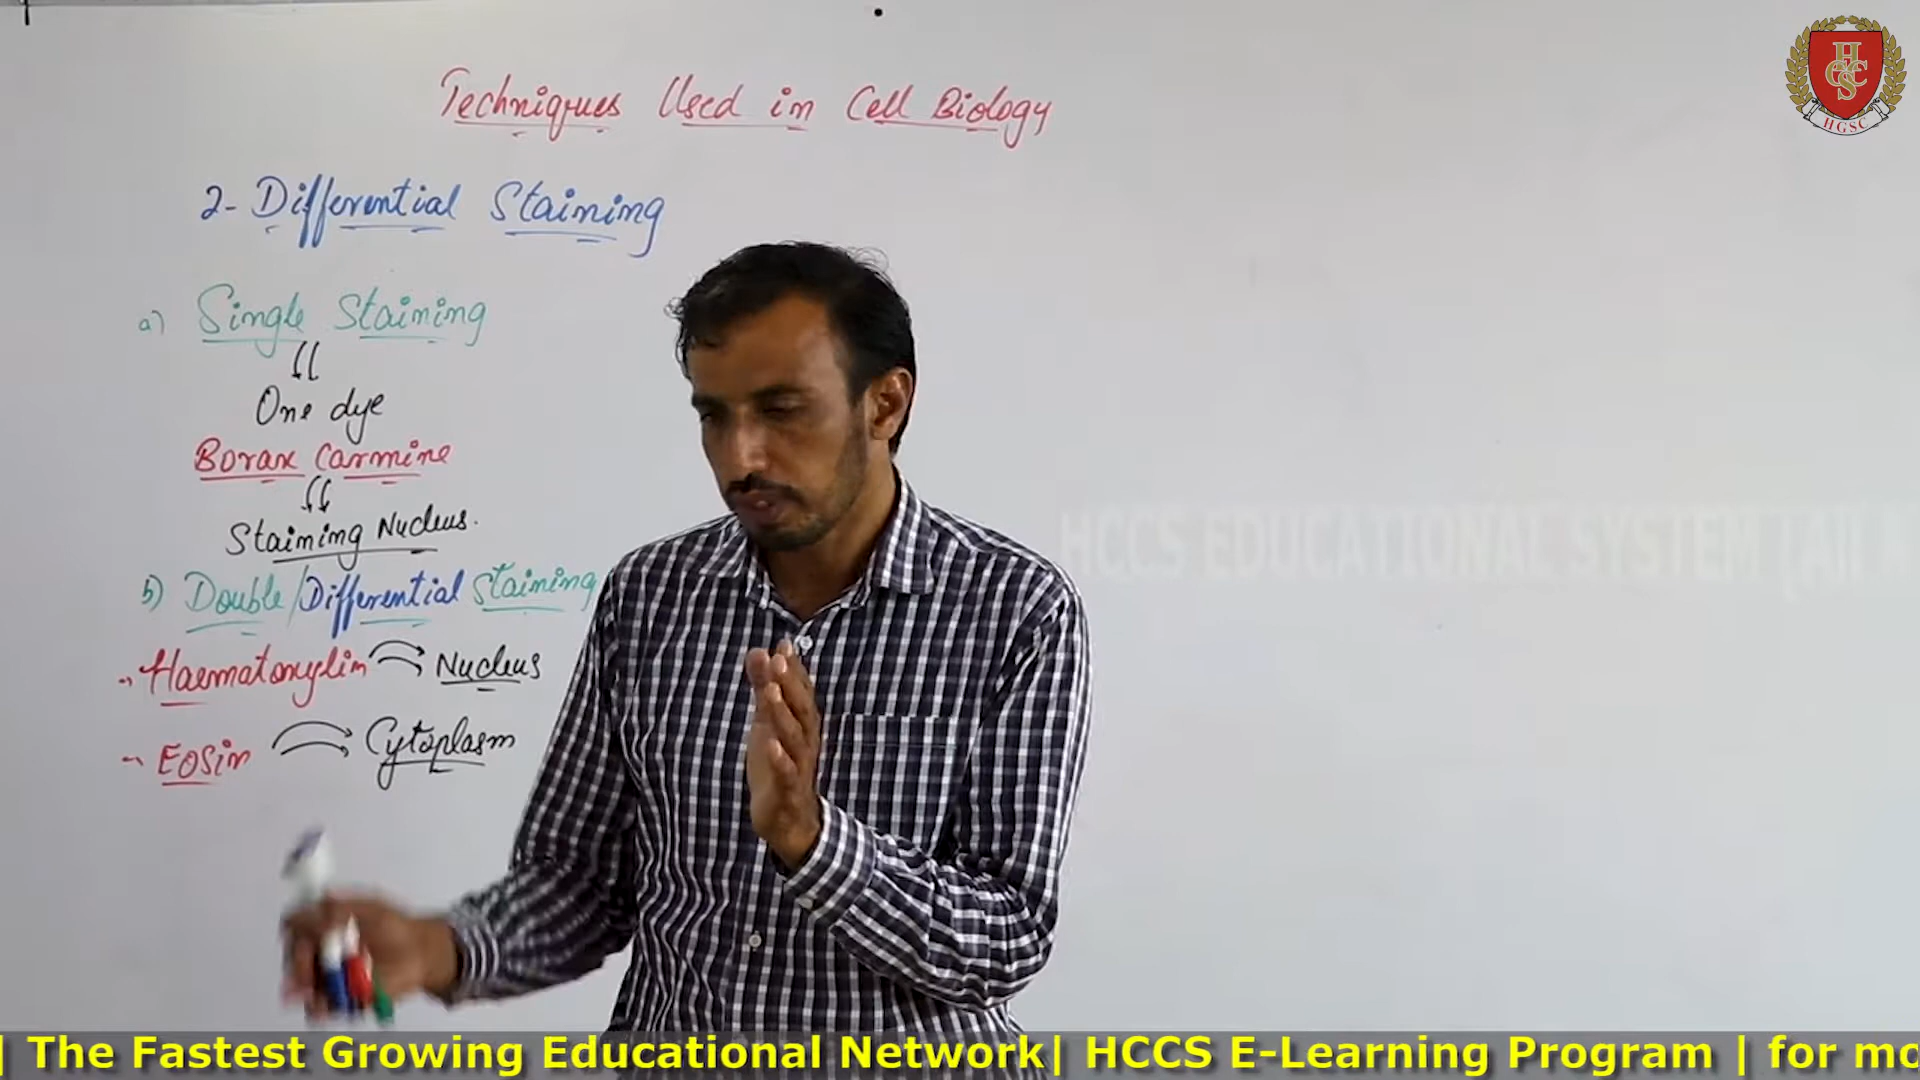 Techniques Used in Cell Biology
2- Differential Staining
a) Single Staining
One dye
Borax Carmine
Staining Nucleus.
b) Double/Differential Staining
Haematoxylin Nucleus
Eosin Cytoplasm
HCCS EDUCATIONAL SYSTEM
HGSC
| The Fastest Growing Educational Network| HCCS E-Learning Program | for mo